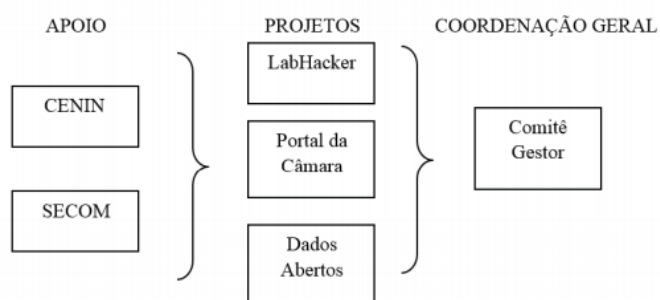 APOIO
PROJETOS
COORDENAÇÃO GERAL
CENIN
SECOM
LabHacker
Portal da
Câmara
Dados
Abertos
Comitê
Gestor